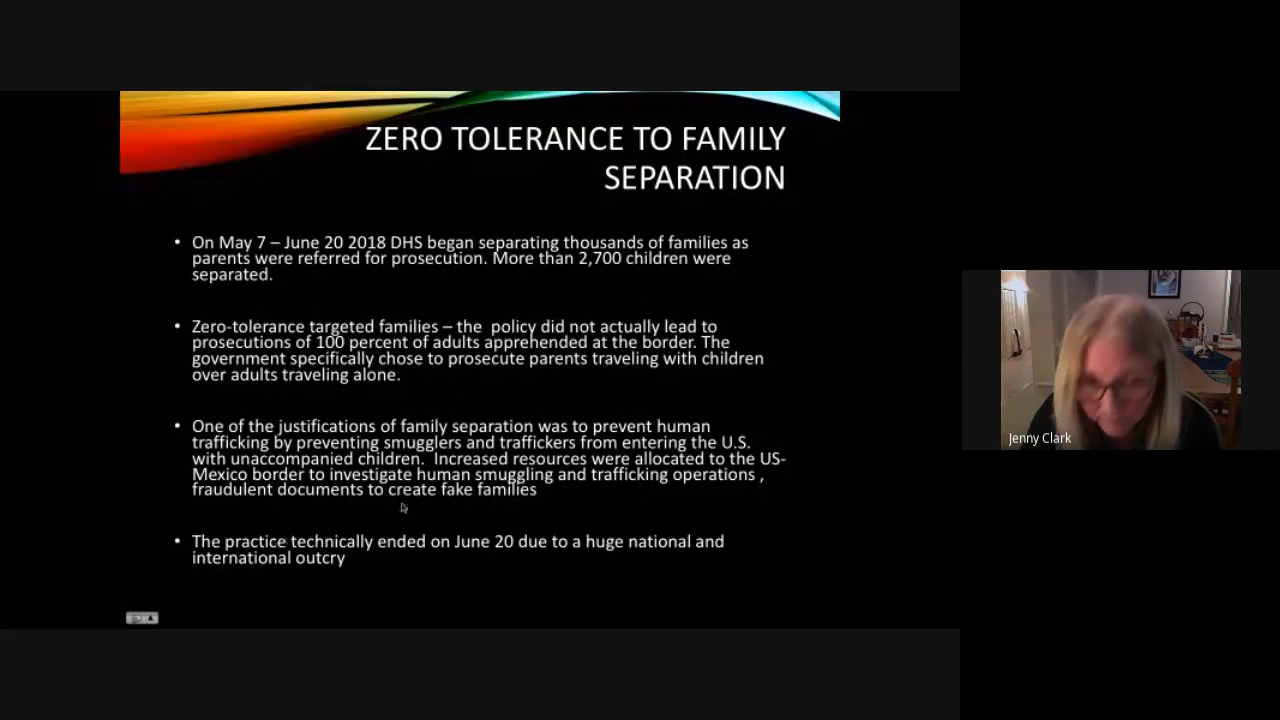 ZERO TOLERANCE TO FAMILY
SEPARATION
• On May 7 – June 20 2018 DHS began separating thousands of families as
parents were referred for prosecution. More than 2,700 children were
separated.
• Zero-tolerance targeted families – the  policy did not actually lead to
prosecutions of 100 percent of adults apprehended at the border. The
government specifically chose to prosecute parents traveling with children
over adults traveling alone.
• One of the justifications of family separation was to prevent human
trafficking by preventing smugglers and traffickers from entering the U.S.
with unaccompanied children.  Increased resources were allocated to the US-
Mexico border to investigate human smuggling and trafficking operations ,
fraudulent documents to create fake families
• The practice technically ended on June 20 due to a huge national and
international outcry
Jenny Clark